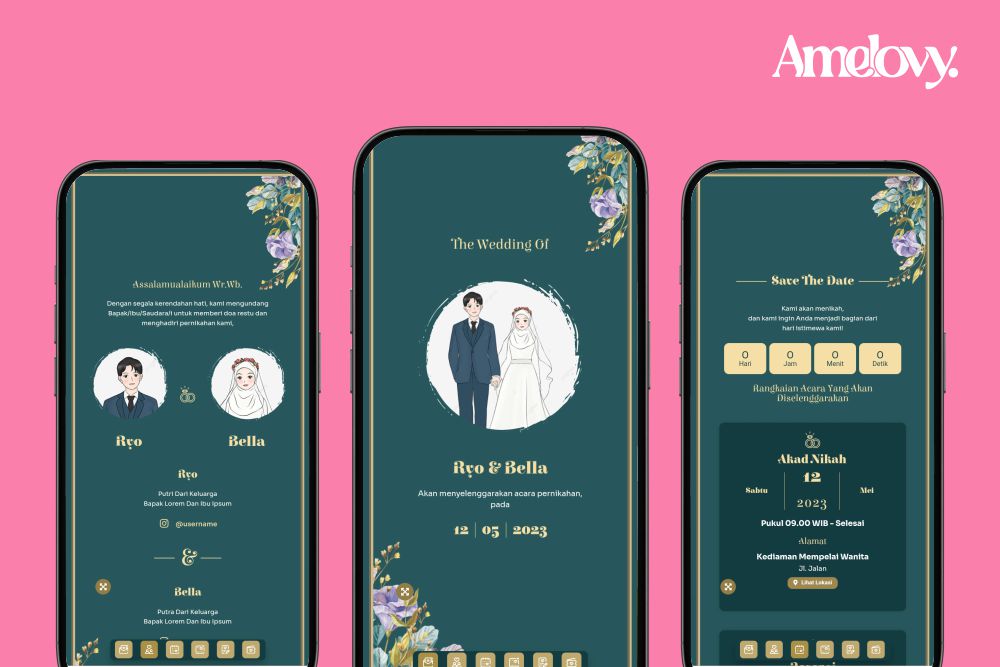 Amelovy.
Assalamualaikum Wr.Wb.
Dengan segala kerendahan hati, kami mengundang
Bapak/Ibu/Saudara/i untuk memberi doa restu dan
menghadiri pernikahan kami,
Ryo
Bella
Ryo
Putri Dari Keluarga
Bapak Lorem Dan Ibu Ipsum
@username
&
Bella
Putra Dari Keluarga
Bapak Lorem Dan Ibu Ipsum
The Wedding Of
Ryo & Bella
Akan menyelenggarakan acara pernikahan,
pada
12 | 05 | 2023
Save The Date
Kami akan menikah,
dan kami ingin Anda menjadi bagian dari
hari istimewa kami!
0 0 0 0
Hari Jam Menit Detik
Rangkaian Acara Yang Akan
Diselenggarakan
Akad Nikah
Sabtu 12 Mei
2023
Pukul 09.00 WIB - Selesai
Alamat
Kediaman Mempelai Wanita
Jl. Jalan
Lihat Lokasi